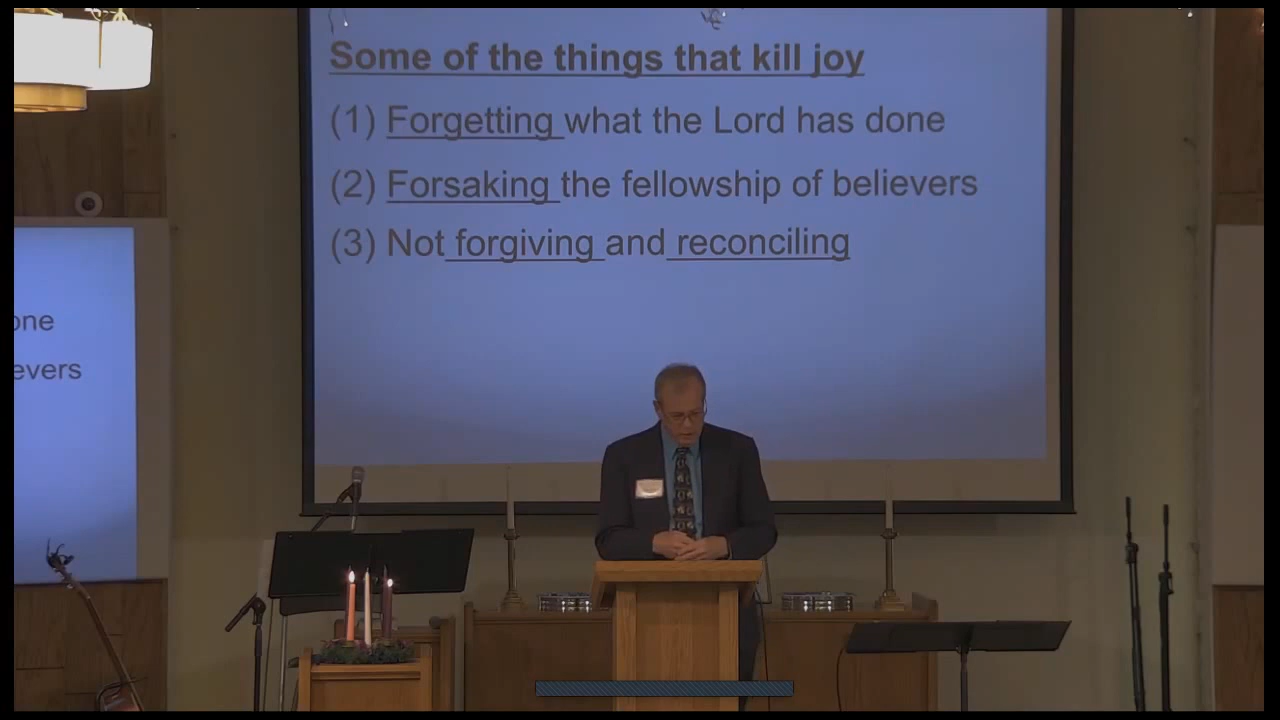 Some of the things that kill joy
(1) Forgetting what the Lord has done
(2) Forsaking the fellowship of believers
(3) Not forgiving and reconciling
one
evers